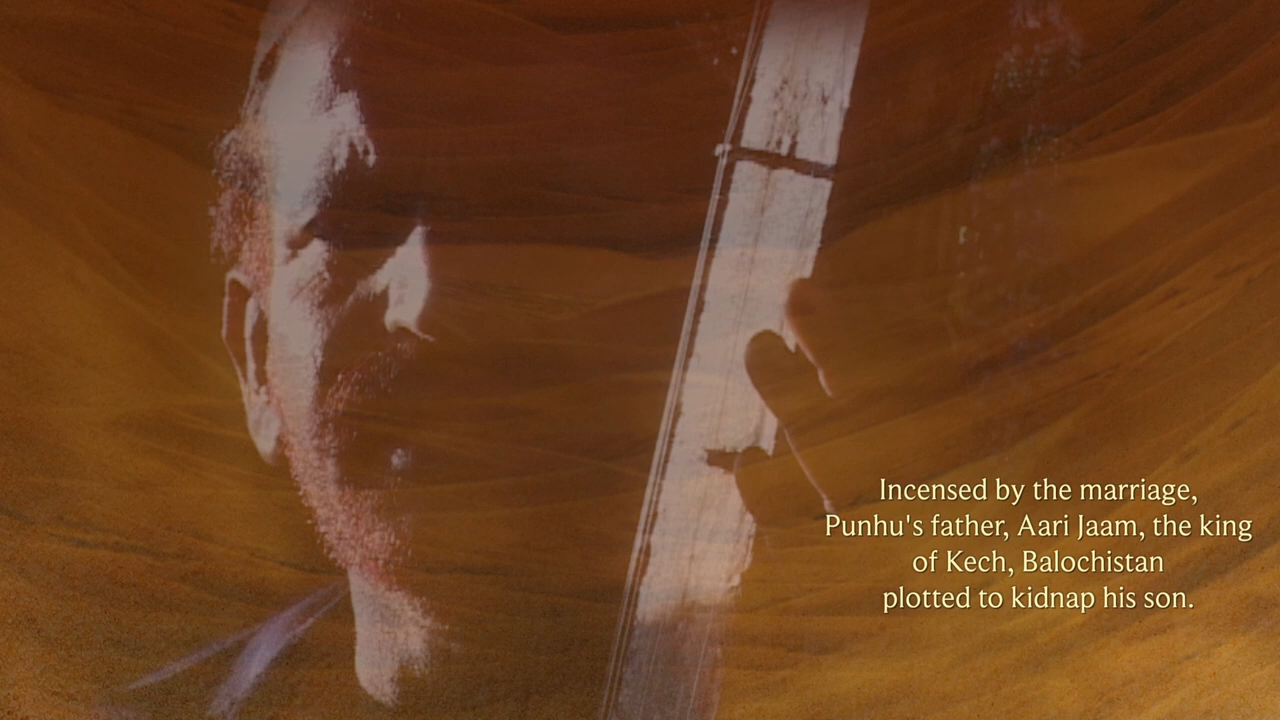 Incensed by the marriage,
Punhu's father, Aari Jaam, the king
of Kech, Balochistan
plotted to kidnap his son.